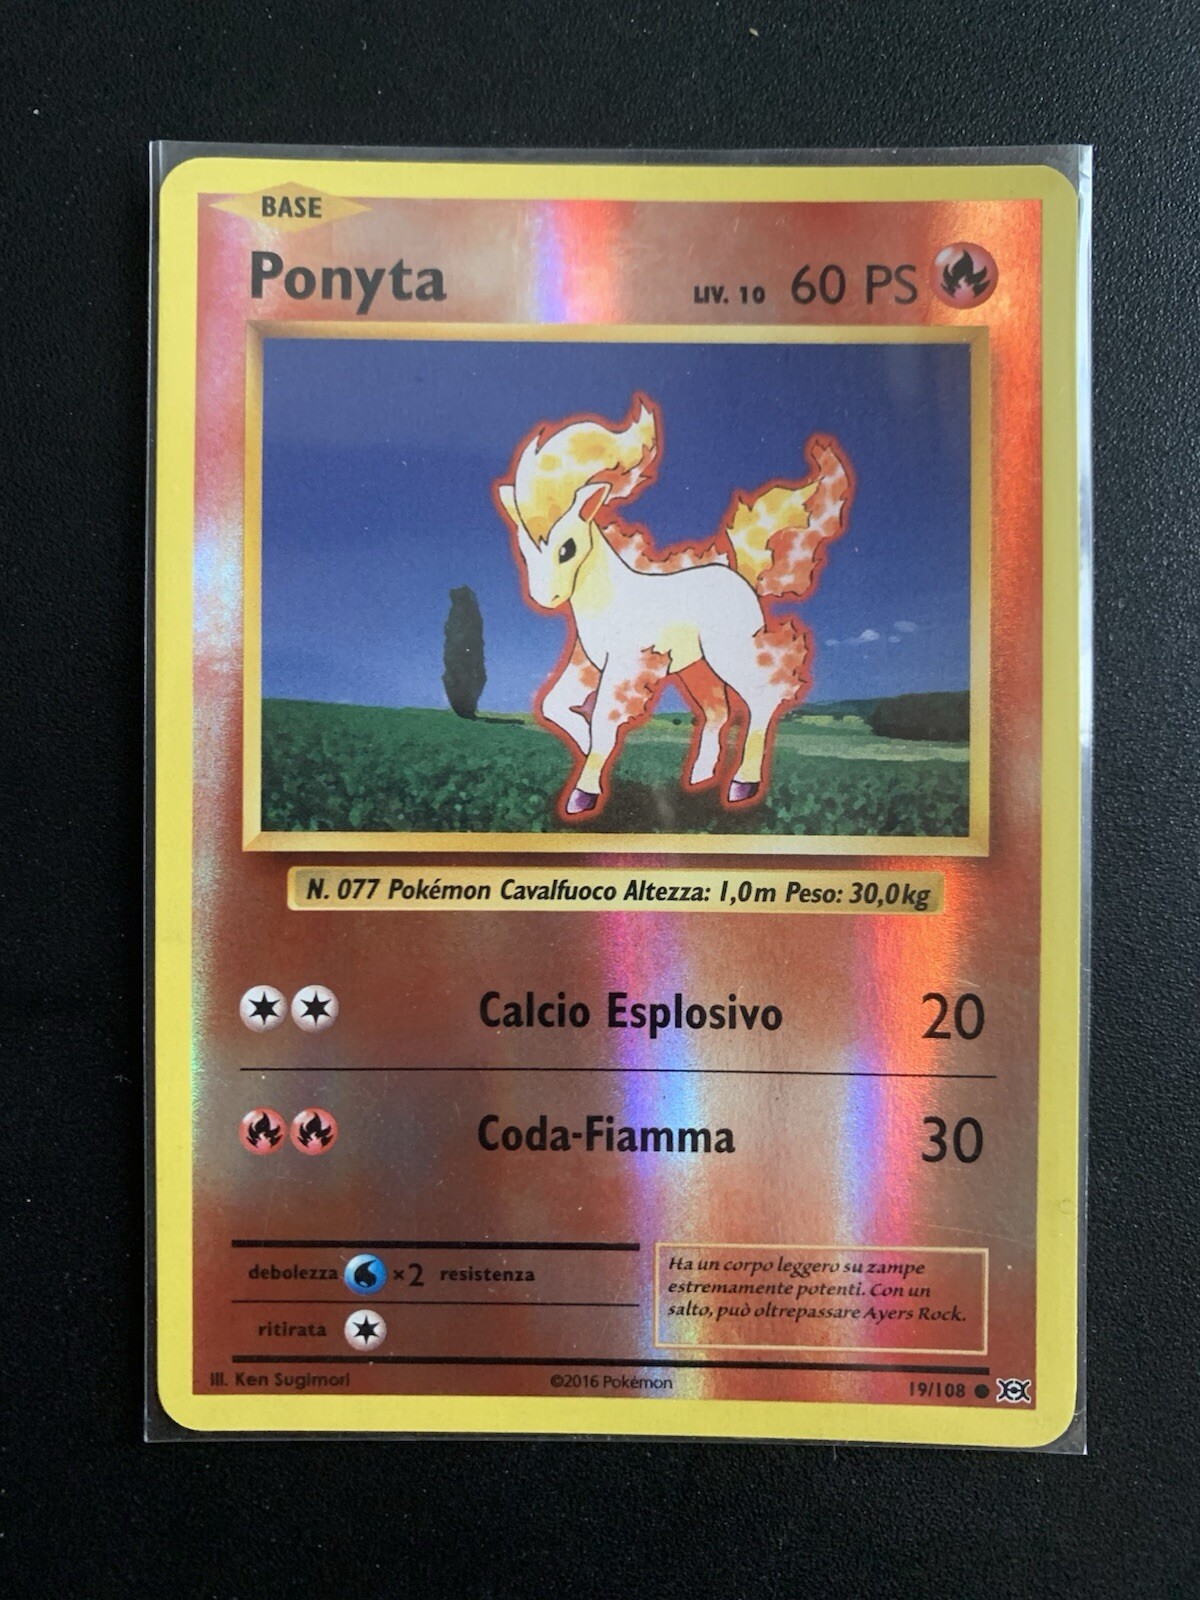 BASE
Ponyta LIV. 10 60 PS
N. 077 Pokémon Cavalfuoco Altezza: 1,0m Peso: 30,0kg
Calcio Esplosivo 20
Coda-Fiamma 30
debolezza ×2 resistenza
ritirata
Ha un corpo leggero su zampe
estremamente potenti. Con un
salto, può oltrepassare Ayers Rock.
Ill. Ken Sugimori ©2016 Pokémon 19/108